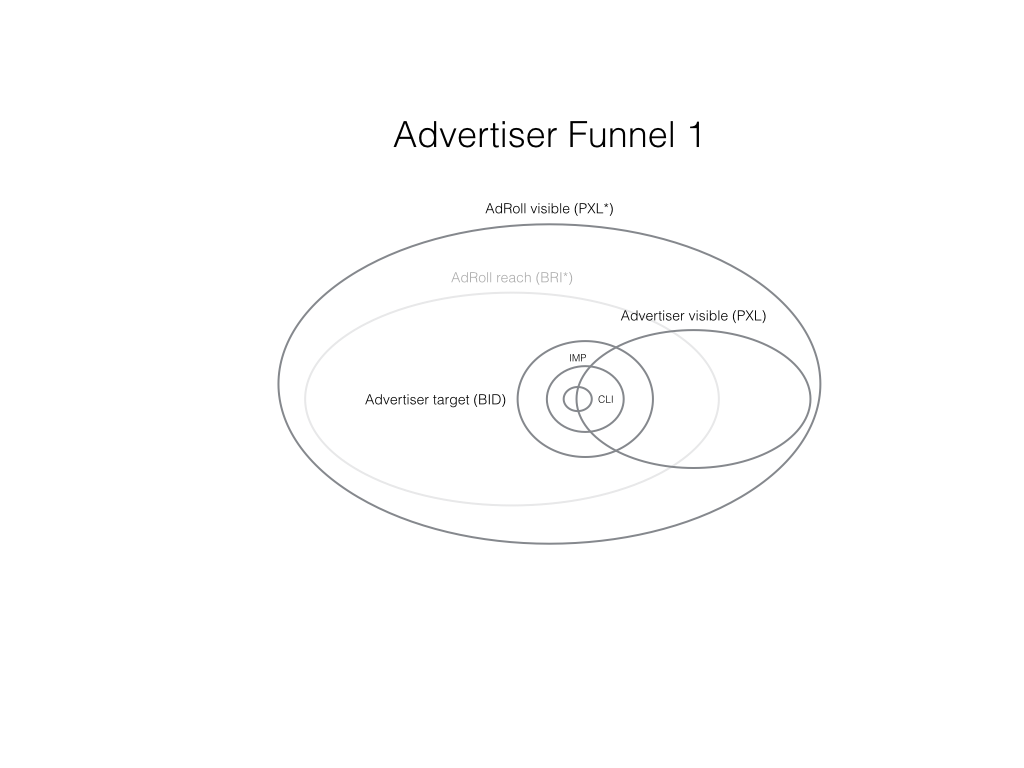 Advertiser Funnel 1
AdRoll visible (PXL*)
AdRoll reach (BRI*)
Advertiser visible (PXL)
IMP
Advertiser target (BID)
CLI